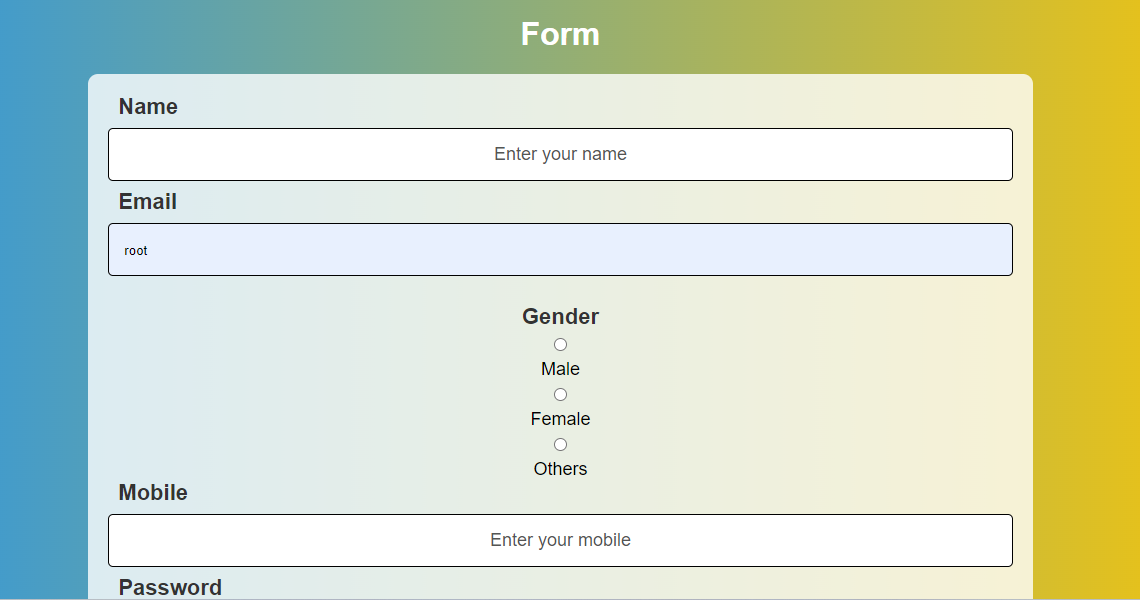 Form
Name
Enter your name
Email
root
Gender
Male
Female
Others
Mobile
Enter your mobile
Password